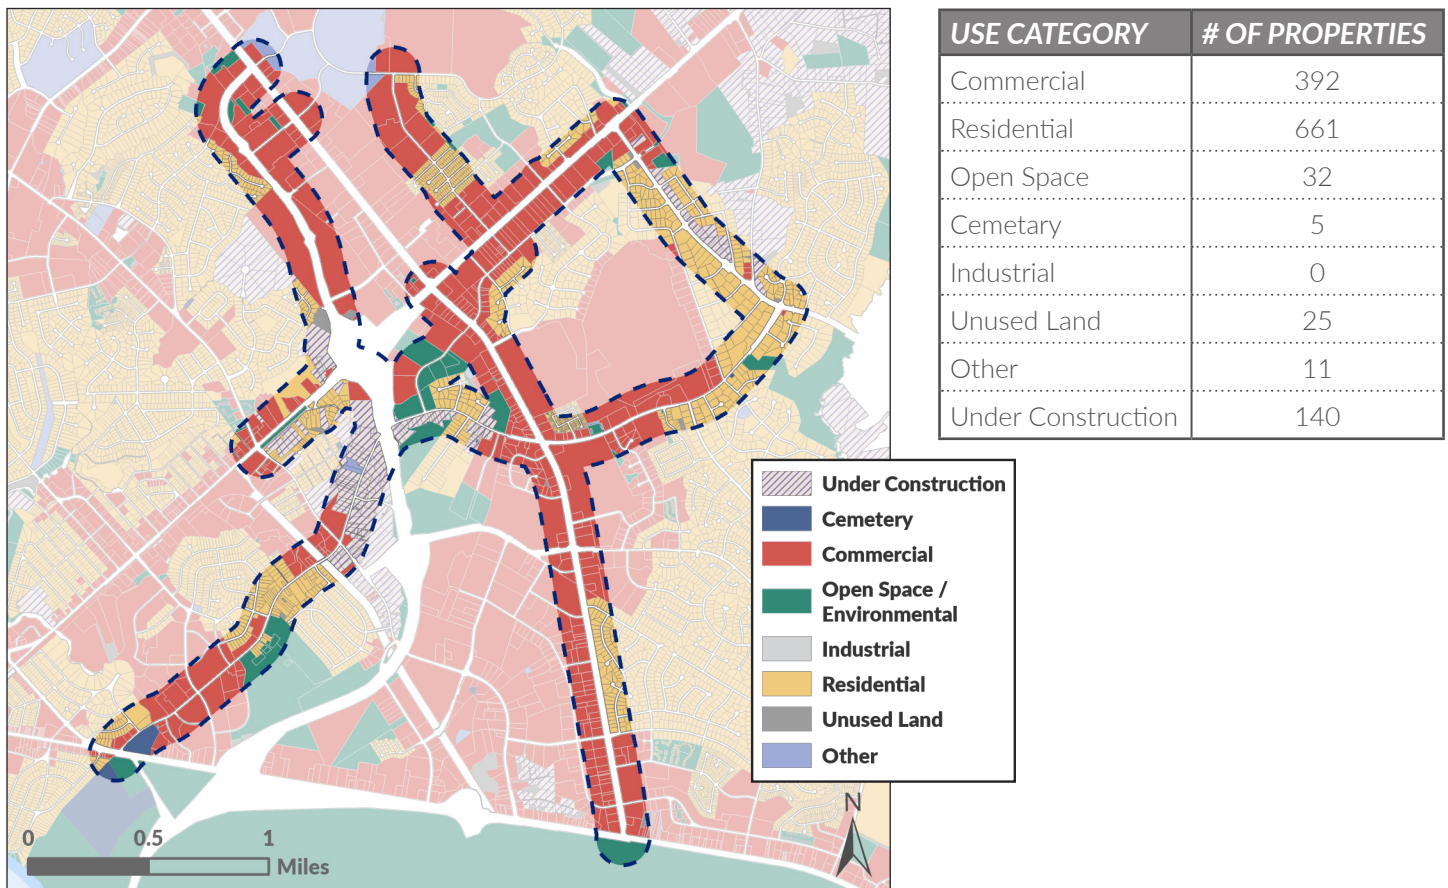 USE CATEGORY # OF PROPERTIES
Commercial 392
Residential 661
Open Space 32
Cemetary 5
Industrial 0
Unused Land 25
Other 11
Under Construction 140
Under Construction
Cemetery
Commercial
Open Space /
Environmental
Industrial
Residential
Unused Land
Other
N
0 0.5 1
Miles